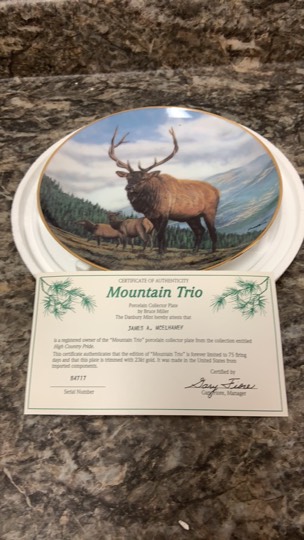 CERTIFICATE OF AUTHENTICITY
Mountain Trio
Porcelain Collector Plate
by Bruce Miller
The Danbury Mint hereby attests that
JAMES A. MCELHANEY
is a registered owner of the "Mountain Trio" porcelain collector plate from the collection entitled
High Country Pride.
This certificate authenticates that the edition of "Mountain Trio" is forever limited to 75 firing
days and that this plate is trimmed with 23kt gold. It was made in the United States from
imported components.
Certified by
B4717
Serial Number
Manager